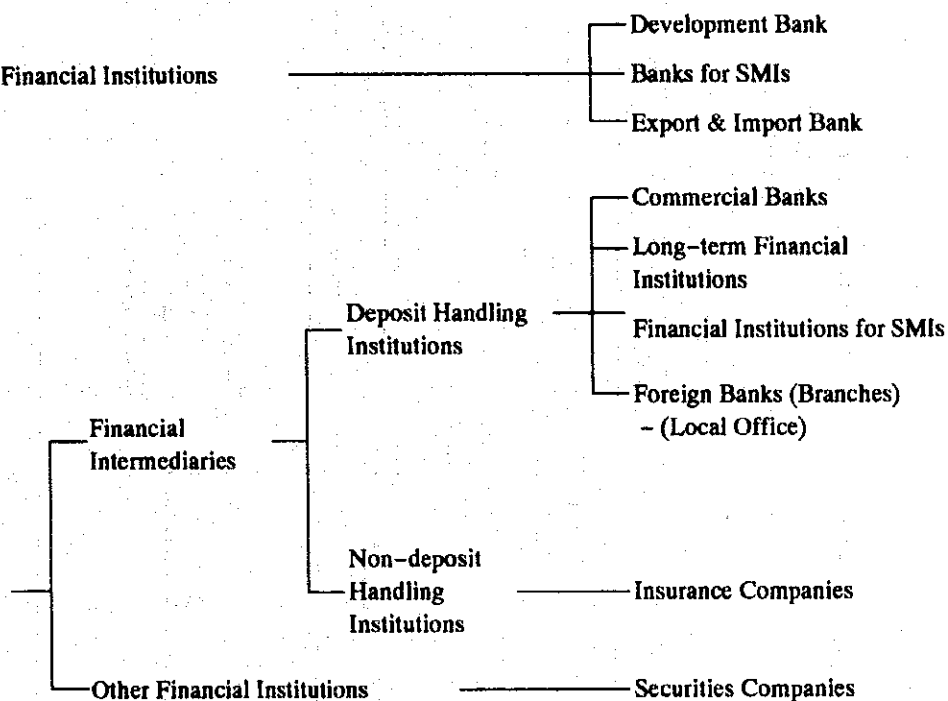 Development Bank
Financial Institutions
Banks for SMIs
Export & Import Bank
Commercial Banks
Long-term Financial
Institutions
Deposit Handling
Institutions
Financial Institutions for SMIs
Foreign Banks (Branches)
- (Local Office)
Financial
Intermediaries
Non-deposit
Handling
Institutions
Insurance Companies
Other Financial Institutions
Securities Companies